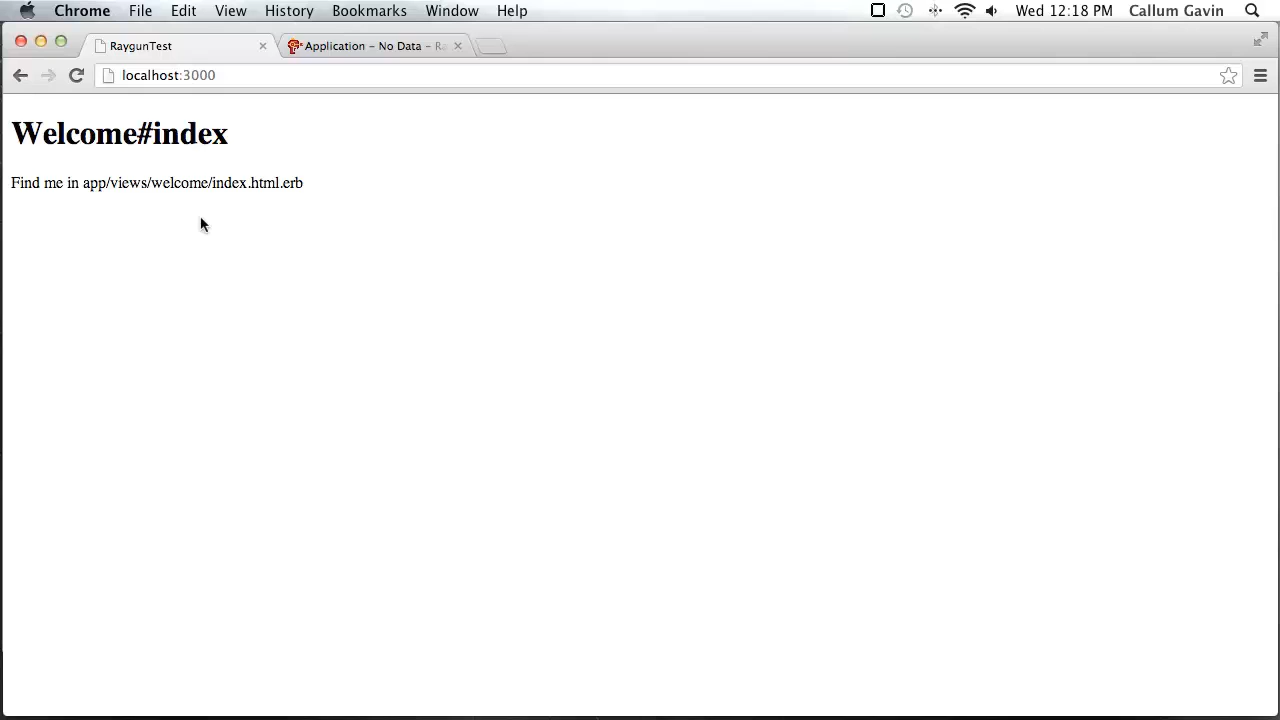 Chrome File Edit View History Bookmarks Window Help Wed 12:18 PM Callum Gavin
RaygunTest Application – No Data – Ra
localhost:3000
Welcome#index
Find me in app/views/welcome/index.html.erb